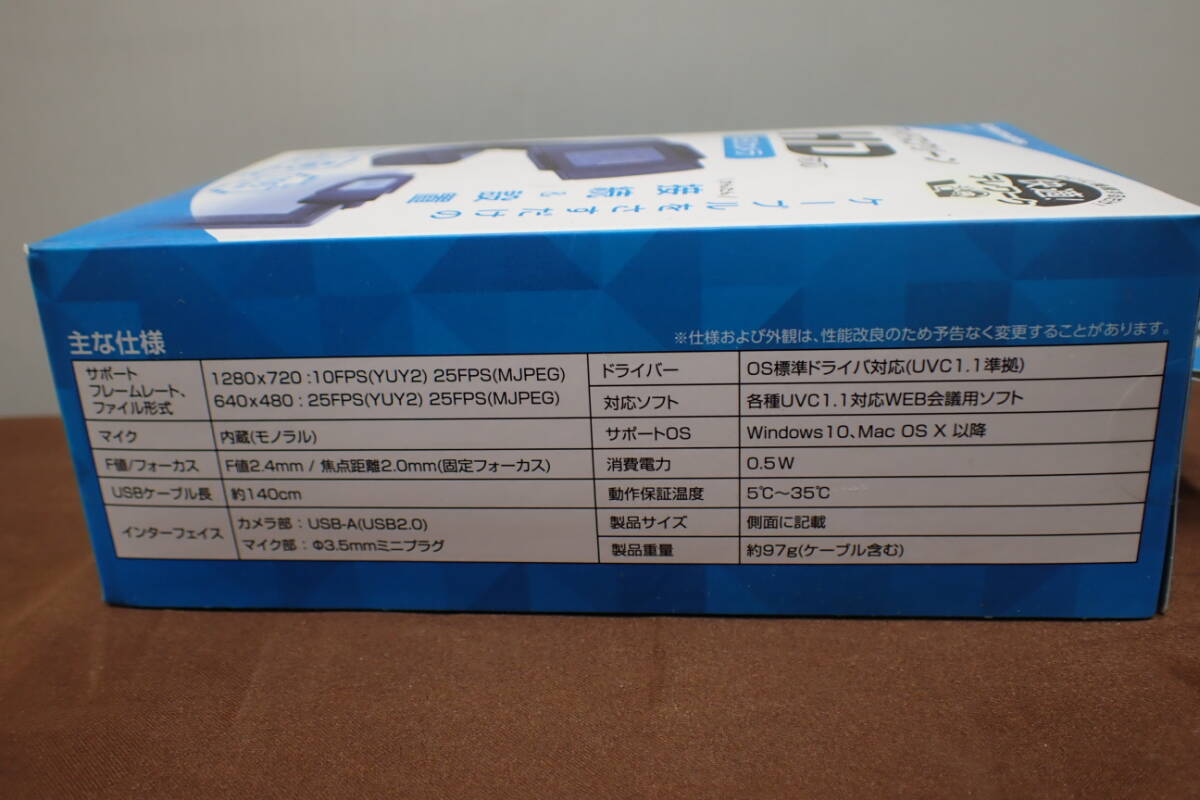 HD
ケーブルをたすだけの
主な仕様
※仕様および外観は、性能改良のため予告なく変更することがあります。
サポート
フレームレート、
ファイル形式
1280x720 :10FPS(YUY2) 25FPS(MJPEG)
640x480 : 25FPS(YUY2) 25FPS(MJPEG)
マイク
内蔵(モノラル)
F値/フォーカス
F値2.4mm / 焦点距離2.0mm(固定フォーカス)
USBケーブル長
約140cm
インターフェイス
カメラ部 : USB-A(USB2.0)
マイク部 : Φ3.5mmミニプラグ
ドライバー
OS標準ドライバ対応(UVC1.1準拠)
対応ソフト
各種UVC1.1対応WEB会議用ソフト
サポートOS
Windows10、Mac OS X 以降
消費電力
0.5W
動作保証温度
5℃～35℃
製品サイズ
側面に記載
製品重量
約97g(ケーブル含む)